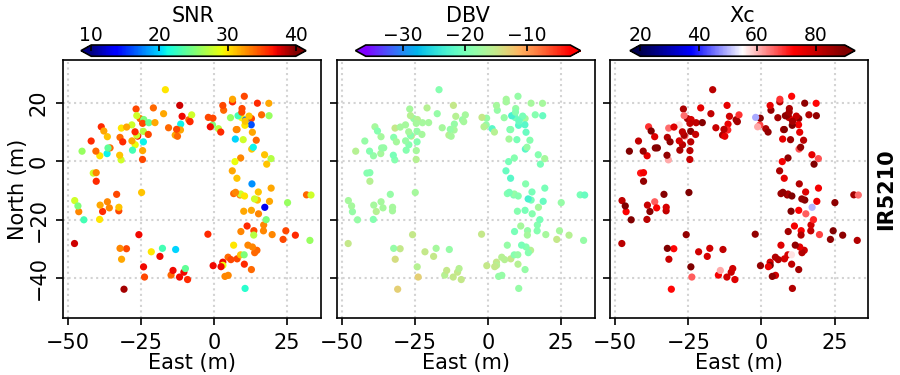 SNR DBV Xc
10 20 30 40 −30 −20 −10 20 40 60 80
20
0
−20
−40
North (m)
−50 −25 0 25 −50 −25 0 25 −50 −25 0 25
East (m) East (m) East (m)
IR5210